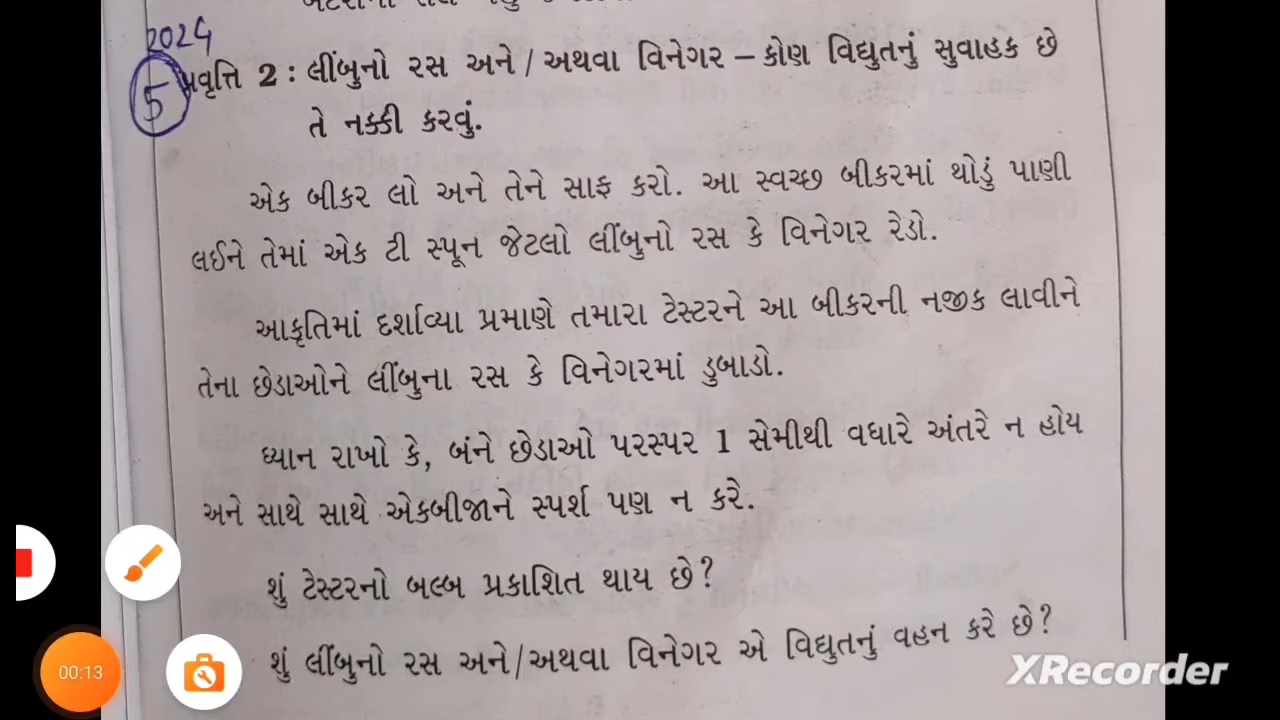 2024
5
પ્રવૃત્તિ 2 : લીંબુનો રસ અને / અથવા વિનેગર – કોણ વિદ્યુતનું સુવાહક છે
તે નક્કી કરવું.
એક બીકર લો અને તેને સાફ કરો. આ સ્વચ્છ બીકરમાં થોડું પાણી
લઈને તેમાં એક ટી સ્પૂન જેટલો લીંબુનો રસ કે વિનેગર રેડો.
આકૃતિમાં દર્શાવ્યા પ્રમાણે તમારા ટેસ્ટરને આ બીકરની નજીક લાવીને
તેના છેડાઓને લીંબુના રસ કે વિનેગરમાં ડુબાડો.
ધ્યાન રાખો કે, બંને છેડાઓ પરસ્પર 1 સેમીથી વધારે અંતરે ન હોય
અને સાથે સાથે એકબીજાને સ્પર્શ પણ ન કરે.
શું ટેસ્ટરનો બલ્બ પ્રકાશિત થાય છે?
શું લીંબુનો રસ અને/અથવા વિનેગર એ વિદ્યુતનું વહન કરે છે?
00:13
XRecorder